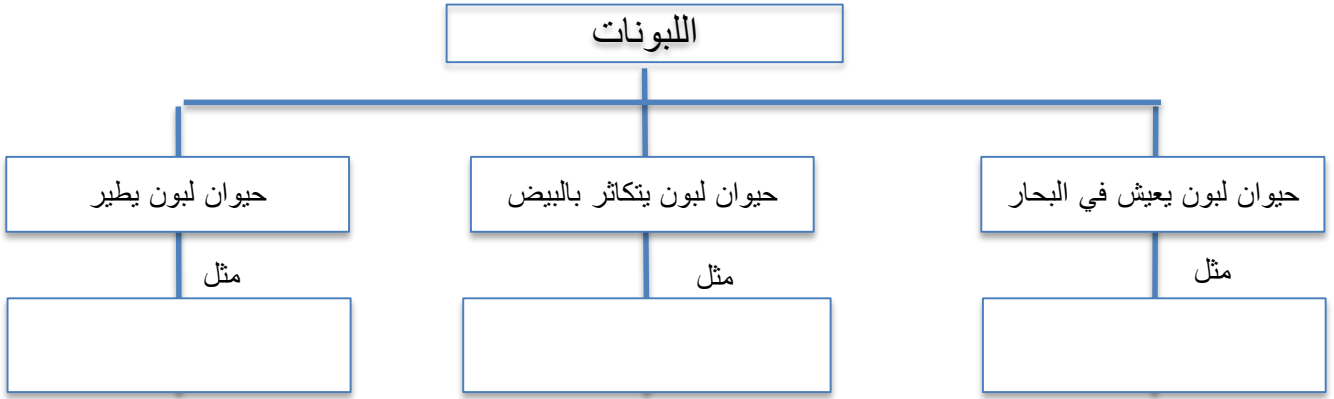 اللبونات
حيوان لبون يعيش في البحار
حيوان لبون يتكاثر بالبيض
حيوان لبون يطير
مثل
مثل
مثل